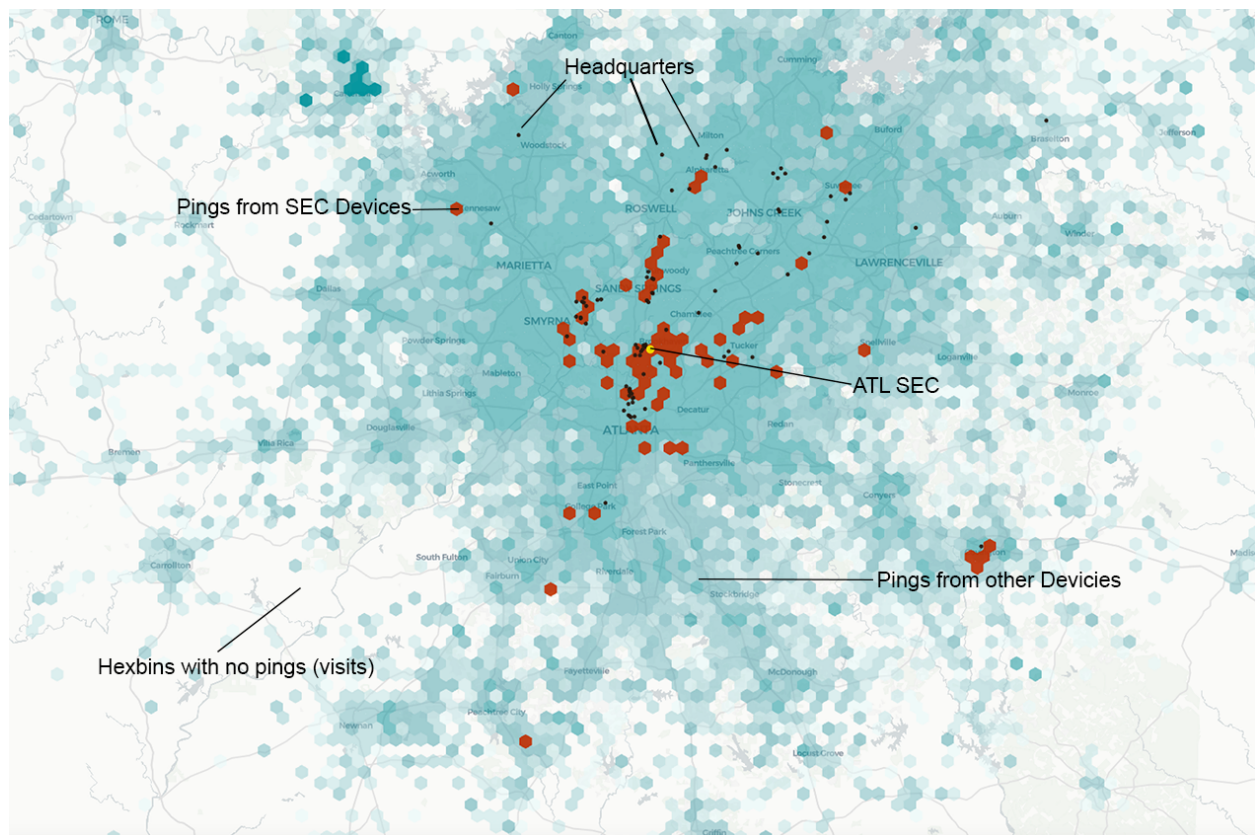 ROME
Canton
Cumming
Headquarters
Holly Springs
Milton
Buford
Braselton
Jefferson
Woodstock
Alpharetta
Acworth
Suwanee
Cedartown
Pings from SEC Devices
nnesaw
ROSWELL
JOHNS CREEK
Auburn
Rockmart
Winder
Peachtree Corners
MARIETTA
woody
LAWRENCEVILLE
Dallas
SANDY SPRINGS
SMYRNA
Chamblee
Powder Springs
Tucker
Snellville
Loganville
Mableton
ATL SEC
Lithia Springs
Monroe
Decatur
Douglasville
ATLANTA
Redan
Villa Rica
Bremen
Panthersville
East Point
Stonecrest
Conyers
College Park
Forest Park
South Fulton
Union City
Madis
Carrollton
Riverdale
Fairburn
Pings from other Devicies
Stockbridge
Hexbins with no pings (visits)
Fayetteville
McDonough
Peachtree City
Newnan
Locust Grove
Griffin